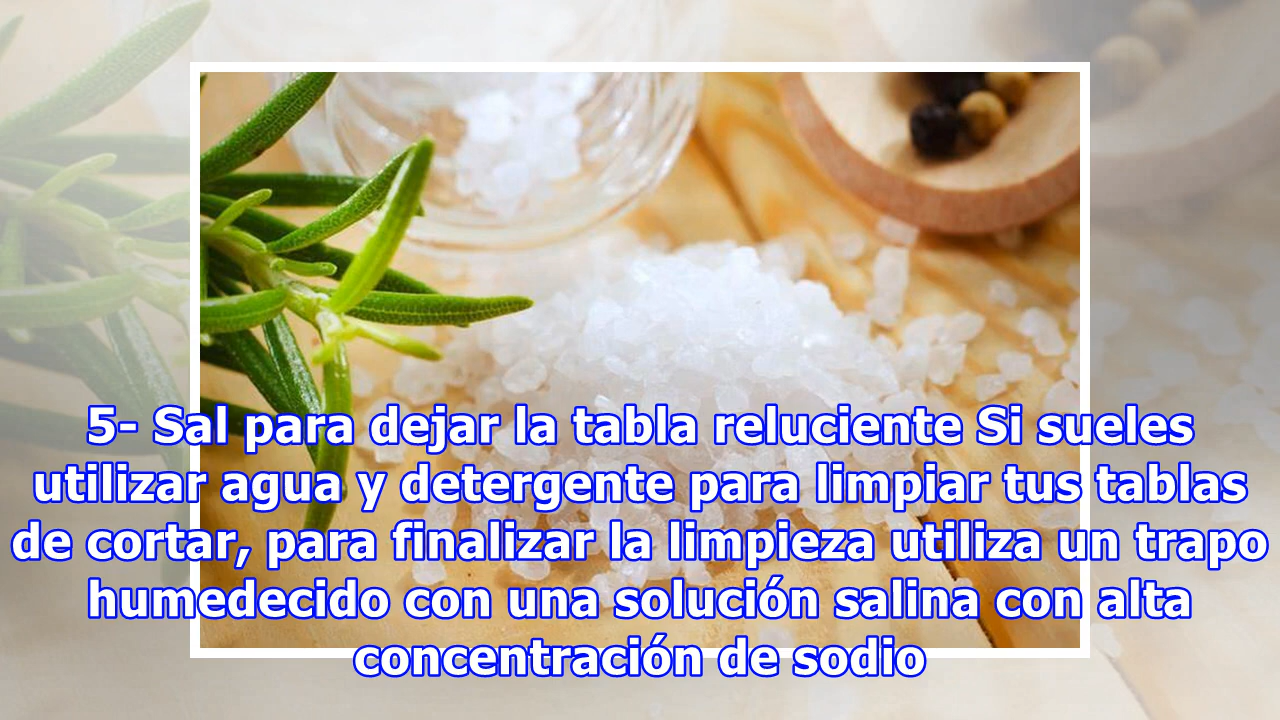 5- Sal para dejar la tabla reluciente Si sueles
utilizar agua y detergente para limpiar tus tablas
de cortar, para finalizar la limpieza utiliza un trapo
humedecido con una solución salina con alta
concentración de sodio